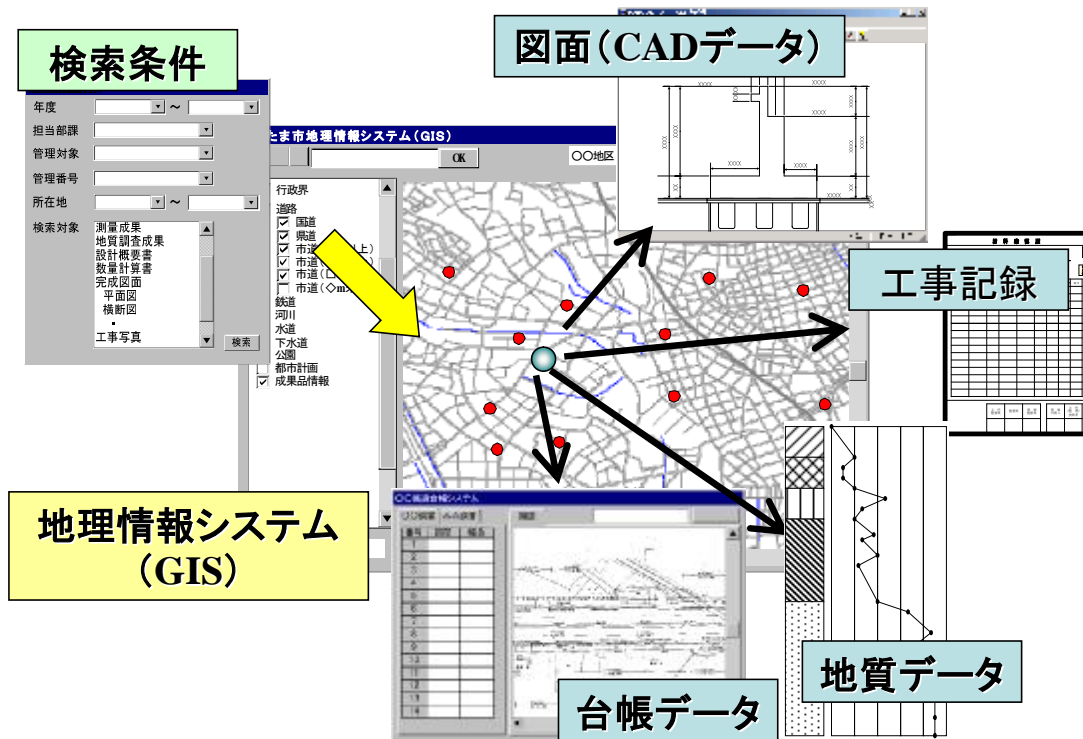 検索条件
年度
～
担当部課
管理対象
管理番号
所在地
～
検索対象
測量成果
地質調査成果
設計概要書
数量計算書
完成図面
平面図
横断図
工事写真
検索
図面(CADデータ)
たま市地理情報システム(GIS)
OK
〇〇地区
行政界
道路
国道
県道
市道
市道
市道(
市道(◇m
鉄道
河川
水道
下水道
公園
都市計画
成果品情報
工事記録
地理情報システム
(GIS)
台帳データ
地質データ